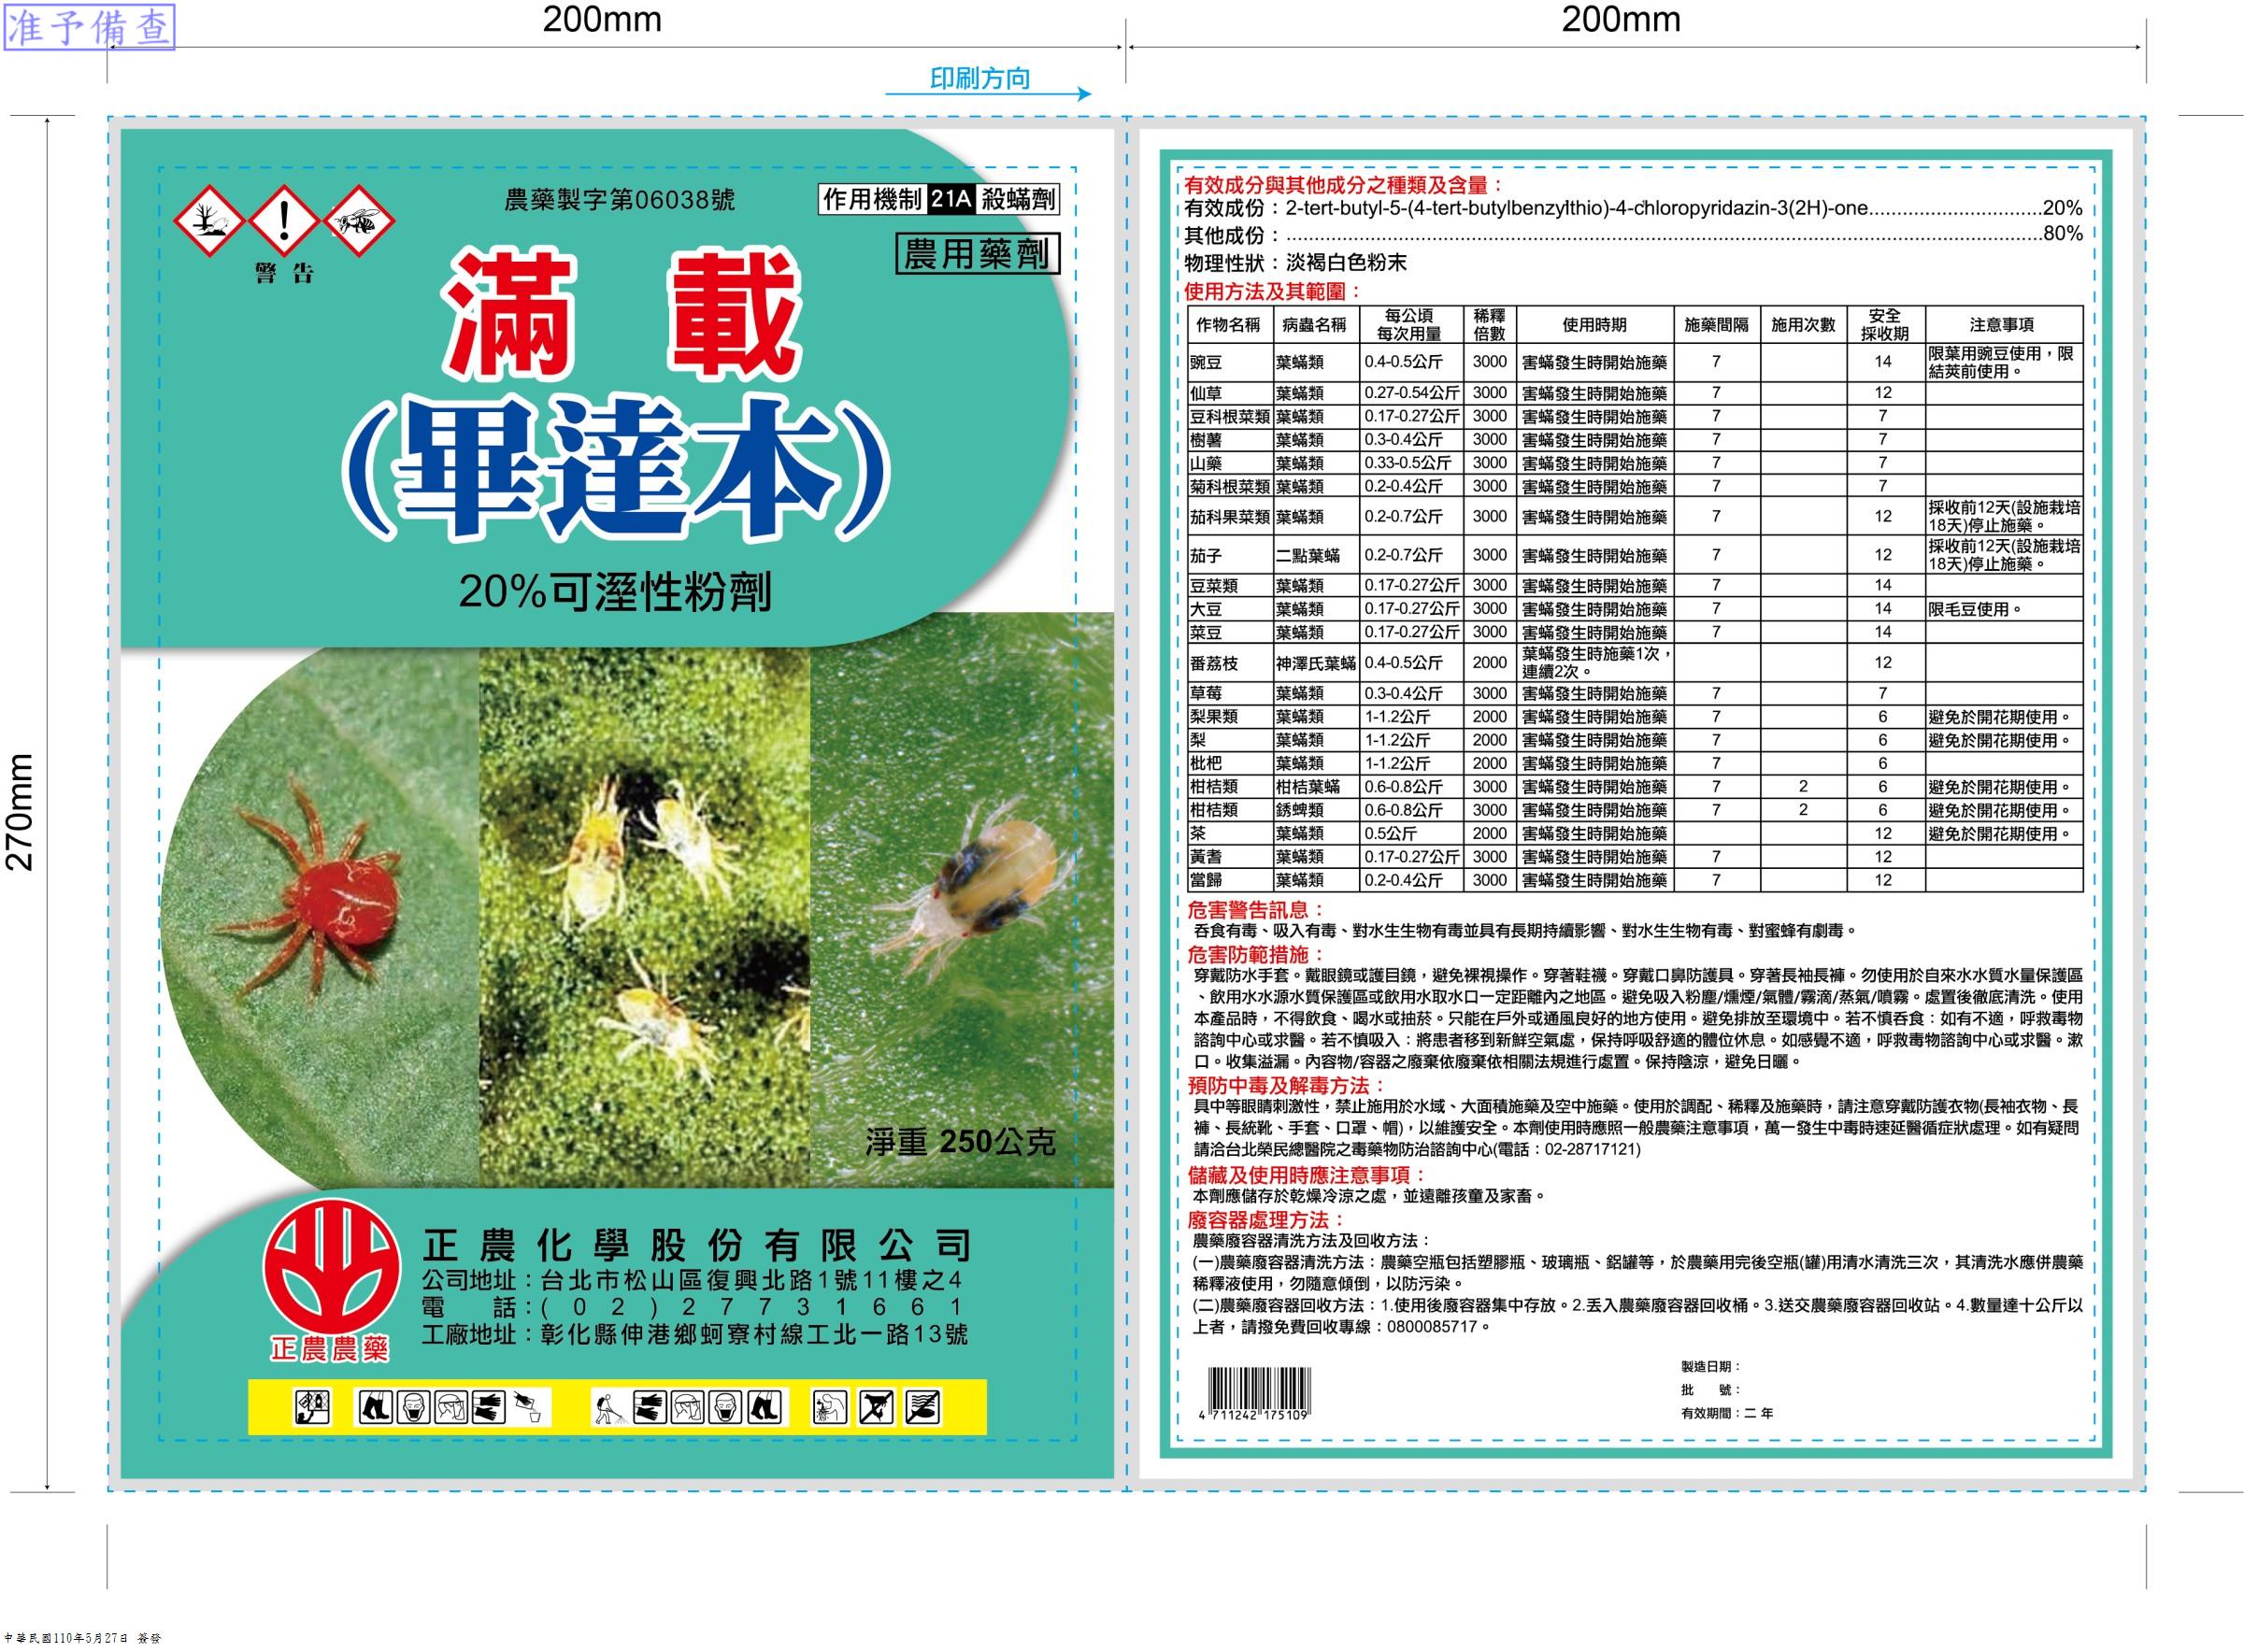 准予備查
200mm
200mm
印刷方向
270mm
農藥製字第06038號
作用機制 21A 殺蟎劑
農用藥劑
警 告
滿 載
(畢達本)
20%可溼性粉劑
淨重 250公克
正農化學股份有限公司
公司地址：台北市松山區復興北路1號11樓之4
電 話：(02)27731661
工廠地址：彰化縣伸港鄉蚵寮村線工北一路13號
正農農藥
有效成分與其他成分之種類及含量：
有效成份：2-tert-butyl-5-(4-tert-butylbenzylthio)-4-chloropyridazin-3(2H)-one...............................20%
其他成份：........................................................................................................................................80%
物理性狀：淡褐白色粉末
使用方法及其範圍：
作物名稱 病蟲名稱 每公頃每次用量 稀釋倍數 使用時期 施藥間隔 施用次數 安全採收期 注意事項
豌豆 葉蟎類 0.4-0.5公斤 3000 害蟎發生時開始施藥 7 14 限葉用豌豆使用，限結莢前使用。
仙草 葉蟎類 0.27-0.54公斤 3000 害蟎發生時開始施藥 7 12
豆科根菜類 葉蟎類 0.17-0.27公斤 3000 害蟎發生時開始施藥 7 7
樹薯 葉蟎類 0.3-0.4公斤 3000 害蟎發生時開始施藥 7 7
山藥 葉蟎類 0.33-0.5公斤 3000 害蟎發生時開始施藥 7 7
菊科根菜類 葉蟎類 0.2-0.4公斤 3000 害蟎發生時開始施藥 7 7
茄科果菜類 葉蟎類 0.2-0.7公斤 3000 害蟎發生時開始施藥 7 12 採收前12天(設施栽培18天)停止施藥。
茄子 二點葉蟎 0.2-0.7公斤 3000 害蟎發生時開始施藥 7 12 採收前12天(設施栽培18天)停止施藥。
豆菜類 葉蟎類 0.17-0.27公斤 3000 害蟎發生時開始施藥 7 14
大豆 葉蟎類 0.17-0.27公斤 3000 害蟎發生時開始施藥 7 14 限毛豆使用。
菜豆 葉蟎類 0.17-0.27公斤 3000 害蟎發生時開始施藥 7 14
番荔枝 神澤氏葉蟎 0.4-0.5公斤 2000 葉蟎發生時施藥1次，連續2次。 12
草莓 葉蟎類 0.3-0.4公斤 3000 害蟎發生時開始施藥 7 7
梨果類 葉蟎類 1-1.2公斤 2000 害蟎發生時開始施藥 7 6 避免於開花期使用。
梨 葉蟎類 1-1.2公斤 2000 害蟎發生時開始施藥 7 6 避免於開花期使用。
枇杷 葉蟎類 1-1.2公斤 2000 害蟎發生時開始施藥 7 6
柑桔類 柑桔葉蟎 0.6-0.8公斤 3000 害蟎發生時開始施藥 7 2 6 避免於開花期使用。
柑桔類 銹蜱類 0.6-0.8公斤 3000 害蟎發生時開始施藥 7 2 6 避免於開花期使用。
茶 葉蟎類 0.5公斤 2000 害蟎發生時開始施藥 12 避免於開花期使用。
黃耆 葉蟎類 0.17-0.27公斤 3000 害蟎發生時開始施藥 7 12
當歸 葉蟎類 0.2-0.4公斤 3000 害蟎發生時開始施藥 7 12
危害警告訊息：
吞食有毒、吸入有毒、對水生生物有毒並具有長期持續影響、對水生生物有毒、對蜜蜂有劇毒。
危害防範措施：
穿戴防水手套。戴眼鏡或護目鏡，避免裸視操作。穿著鞋襪。穿戴口鼻防護具。穿著長袖長褲。勿使用於自來水水質水量保護區
、飲用水水源水質保護區或飲用水取水口一定距離內之地區。避免吸入粉塵/燻煙/氣體/霧滴/蒸氣/噴霧。處置後徹底清洗。使用
本產品時，不得飲食、喝水或抽菸。只能在戶外或通風良好的地方使用。避免排放至環境中。若不慎吞食：如有不適，呼救毒物
諮詢中心或求醫。若不慎吸入：將患者移到新鮮空氣處，保持呼吸舒適的體位休息。如感覺不適，呼救毒物諮詢中心或求醫。漱
口。收集溢漏。內容物/容器之廢棄依廢棄依相關法規進行處置。保持陰涼，避免日曬。
預防中毒及解毒方法：
具中等眼睛刺激性，禁止施用於水域、大面積施藥及空中施藥。使用於調配、稀釋及施藥時，請注意穿戴防護衣物(長袖衣物、長
褲、長統靴、手套、口罩、帽)，以維護安全。本劑使用時應照一般農藥注意事項，萬一發生中毒時速延醫循症狀處理。如有疑問
請洽台北榮民總醫院之毒藥物防治諮詢中心(電話：02-28717121)
儲藏及使用時應注意事項：
本劑應儲存於乾燥冷涼之處，並遠離孩童及家畜。
廢容器處理方法：
農藥廢容器清洗方法及回收方法：
(一)農藥廢容器清洗方法：農藥空瓶包括塑膠瓶、玻璃瓶、鋁罐等，於農藥用完後空瓶(罐)用清水清洗三次，其清洗水應併農藥
稀釋液使用，勿隨意傾倒，以防污染。
(二)農藥廢容器回收方法：1.使用後廢容器集中存放。2.丟入農藥廢容器回收桶。3.送交農藥廢容器回收站。4.數量達十公斤以
上者，請撥免費回收專線：0800085717。
製造日期：
批 號：
有效期間：二 年
4 711242 175109
中華民國110年5月27日 簽發